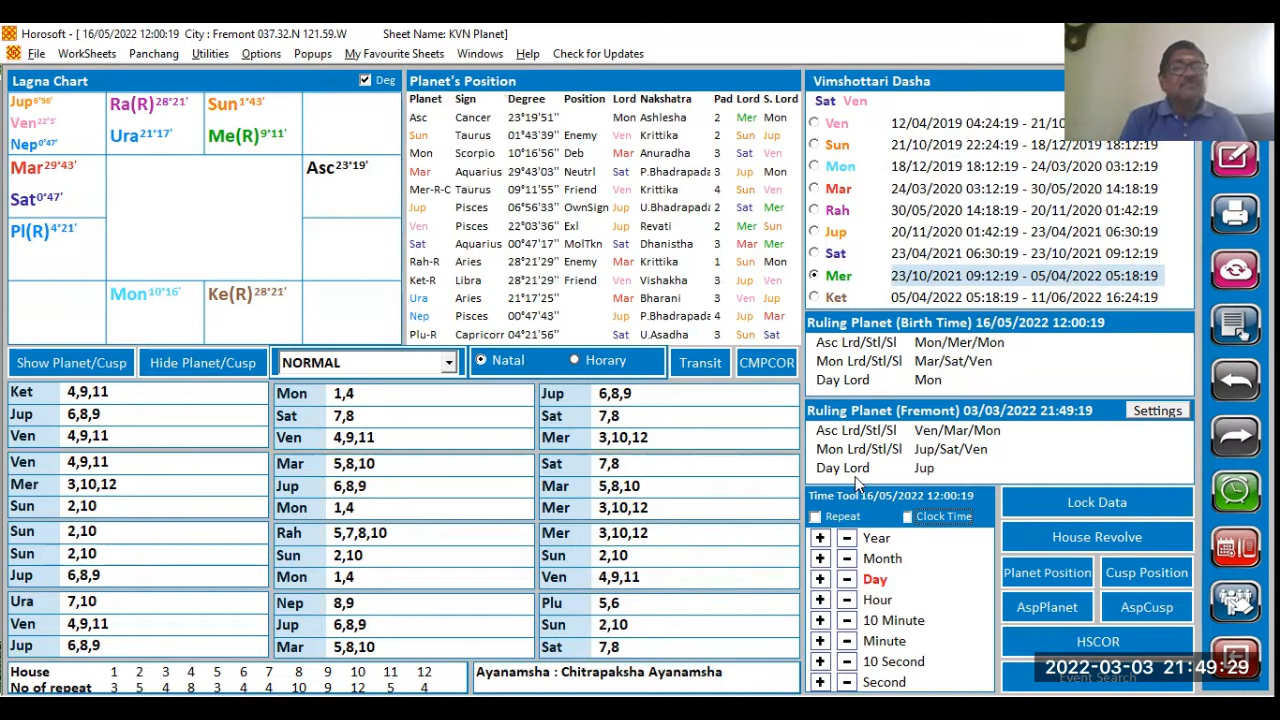 Horosoft - [ 16/05/2022 12:00:19 City : Fremont 037.32.N 121.59.W Sheet Name: KVN Planet]
File WorkSheets Panchang Utilities Options Popups My Favourite Sheets Windows Help Check for Updates
Lagna Chart Deg
Jup 6°56' Ra(R) 28°21' Sun 1°43'
Ven 22°3'
Nep 0°47' Ura 21°17' Me(R) 9°11'
Mar 29°43' Asc 23°19'
Sat 0°47'
Pl(R) 4°21'
Mon 10°16' Ke(R) 28°21'
Planet's Position
Planet Sign Degree Position Lord Nakshatra Pad Lord S. Lord
Asc Cancer 23°19'51" Mon Ashlesha 2 Mer Mon
Sun Taurus 01°43'39" Enemy Ven Krittika 2 Sun Jup
Mon Scorpio 10°16'56" Deb Mar Anuradha 3 Sat Ven
Mar Aquarius 29°43'03" Neutrl Sat P.Bhadrapada 3 Jup Mon
Mer-R-C Taurus 09°11'55" Friend Ven Krittika 4 Sun Ven
Jup Pisces 06°56'33" OwnSign Jup U.Bhadrapada 2 Sat Mer
Ven Pisces 22°03'36" Exl Jup Revati 2 Mer Sun
Sat Aquarius 00°47'17" MolTkn Sat Dhanistha 3 Mar Mer
Rah-R Aries 28°21'29" Enemy Mar Krittika 1 Sun Mon
Ket-R Libra 28°21'29" Friend Ven Vishakha 3 Jup Ven
Ura Aries 21°17'25" Mar Bharani 3 Ven Jup
Nep Pisces 00°47'13" Jup P.Bhadrapada 4 Jup Mar
Plu-R Capricorr 04°21'56" Sat U.Asadha 3 Sun Sat
Vimshottari Dasha
Sat Ven
Ven 12/04/2019 04:24:19 - 21/10
Sun 21/10/2019 22:24:19 - 18/12/2019 18:12:19
Mon 18/12/2019 18:12:19 - 24/03/2020 03:12:19
Mar 24/03/2020 03:12:19 - 30/05/2020 14:18:19
Rah 30/05/2020 14:18:19 - 20/11/2020 01:42:19
Jup 20/11/2020 01:42:19 - 23/04/2021 06:30:19
Sat 23/04/2021 06:30:19 - 23/10/2021 09:12:19
Mer 23/10/2021 09:12:19 - 05/04/2022 05:18:19
Ket 05/04/2022 05:18:19 - 11/06/2022 16:24:19
Ruling Planet (Birth Time) 16/05/2022 12:00:19
Asc Lrd/Stl/Sl Mon/Mer/Mon
Mon Lrd/Stl/Sl Mar/Sat/Ven
Day Lord Mon
Ruling Planet (Fremont) 03/03/2022 21:49:19 Settings
Asc Lrd/Stl/Sl Ven/Mar/Mon
Mon Lrd/Stl/Sl Jup/Sat/Ven
Day Lord Jup
Show Planet/Cusp Hide Planet/Cusp NORMAL Natal Horary Transit CMPCOR
Ket 4,9,11 Mon 1,4 Jup 6,8,9
Jup 6,8,9 Sat 7,8 Sat 7,8
Ven 4,9,11 Ven 4,9,11 Mer 3,10,12
Ven 4,9,11 Mar 5,8,10 Sat 7,8
Mer 3,10,12 Jup 6,8,9 Mar 5,8,10
Sun 2,10 Mon 1,4 Mer 3,10,12
Sun 2,10 Rah 5,7,8,10 Mer 3,10,12
Sun 2,10 Sun 2,10 Sun 2,10
Jup 6,8,9 Mon 1,4 Ven 4,9,11
Ura 7,10 Nep 8,9 Plu 5,6
Ven 4,9,11 Jup 6,8,9 Sun 2,10
Jup 6,8,9 Mar 5,8,10 Sat 7,8
House 1 2 3 4 5 6 7 8 9 10 11 12
No of repeat 3 5 4 8 3 4 4 10 9 12 5 4
Ayanamsha : Chitrapaksha Ayanamsha
Time Tool 16/05/2022 12:00:19
Repeat Clock Time
+ - Year
+ - Month
+ - Day
+ - Hour
+ - 10 Minute
+ - Minute
+ - 10 Second
+ - Second
Lock Data
House Revolve
Planet Position Cusp Position
AspPlanet AspCusp
HSCOR
Event Search
2022-03-03 21:49:29